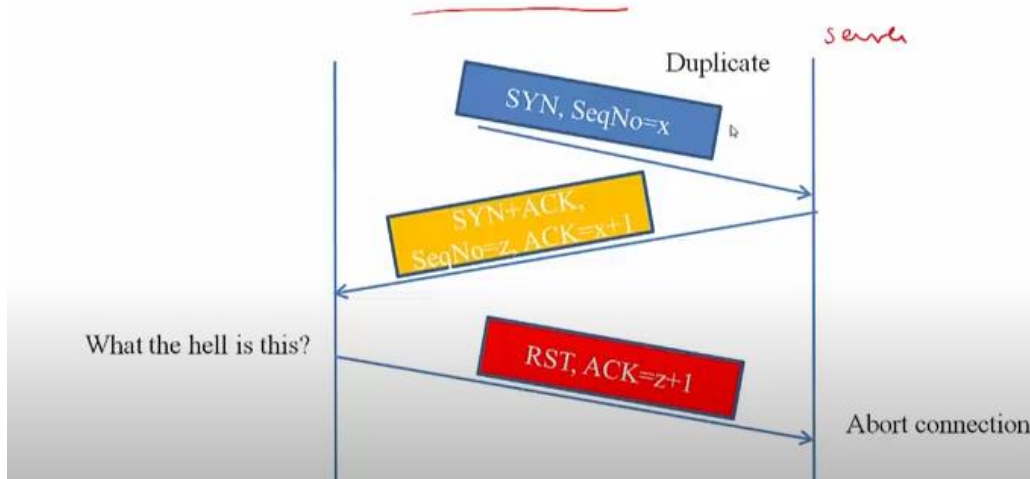 server
Duplicate
SYN, SeqNo=x
SYN+ACK,
SeqNo=z, ACK=x+1
What the hell is this?
RST, ACK=z+1
Abort connection